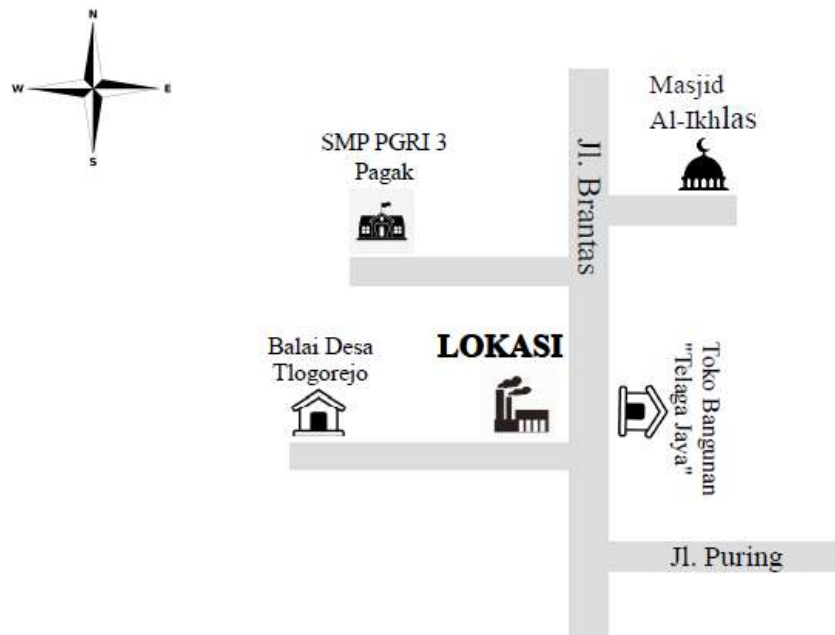 N
W
E
S
Masjid
Al-Ikhlas
SMP PGRI 3
Pagak
Jl. Brantas
Balai Desa
Tlogorejo
LOKASI
Toko Bangunan
"Telaga Jaya"
Jl. Puring